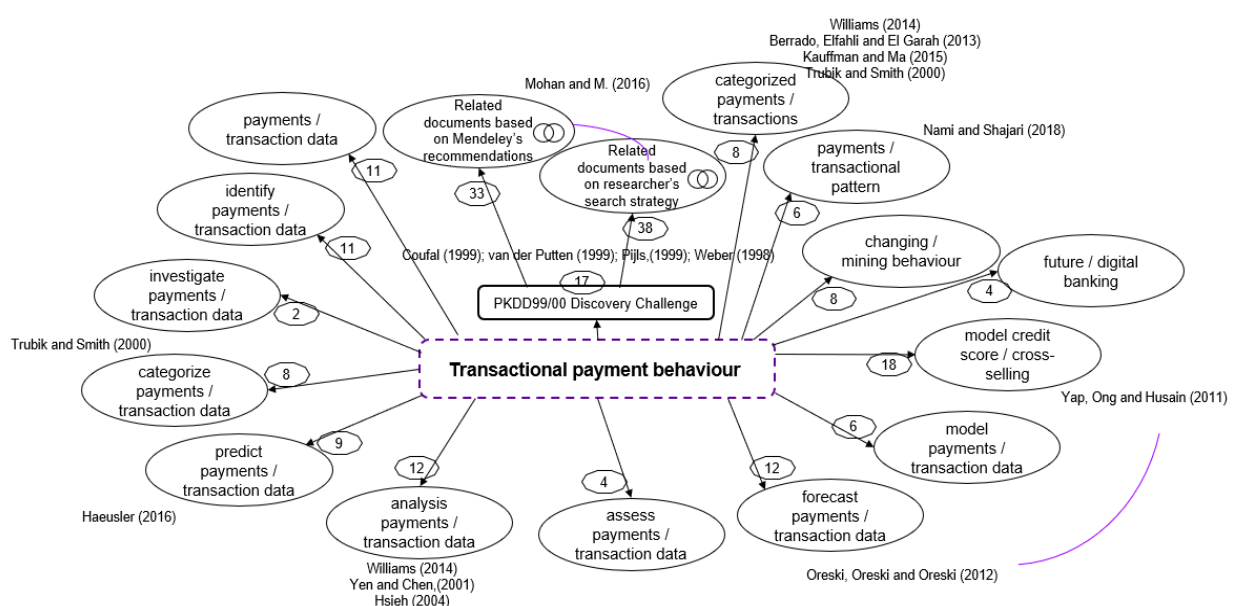 Williams (2014)
Berrado, Elfahli and El Garah (2013)
Kauffman and Ma (2015)
Trubik and Smith (2000)
categorized
payments /
transactions
8
Mohan and M. (2016)
Related
documents based
on Mendeley's
recommendations
33
payments /
transaction data
11
Related
documents based
on researcher's
search strategy
38
Nami and Shajari (2018)
payments /
transactional
pattern
6
identify
payments /
transaction data
11
changing /
mining behaviour
8
future / digital
banking
4
Coufal (1999); van der Putten (1999); Pijls,(1999); Weber (1998)
17
PKDD99/00 Discovery Challenge
investigate
payments /
transaction data
2
Trubik and Smith (2000)
Transactional payment behaviour
model credit
score / cross-
selling
18
Yap, Ong and Husain (2011)
categorize
payments /
transaction data
8
model
payments /
transaction data
6
predict
payments /
transaction data
9
Haeusler (2016)
analysis
payments /
transaction data
12
Williams (2014)
Yen and Chen,(2001)
Hsieh (2004)
assess
payments /
transaction data
4
forecast
payments /
transaction data
12
Oreski, Oreski and Oreski (2012)